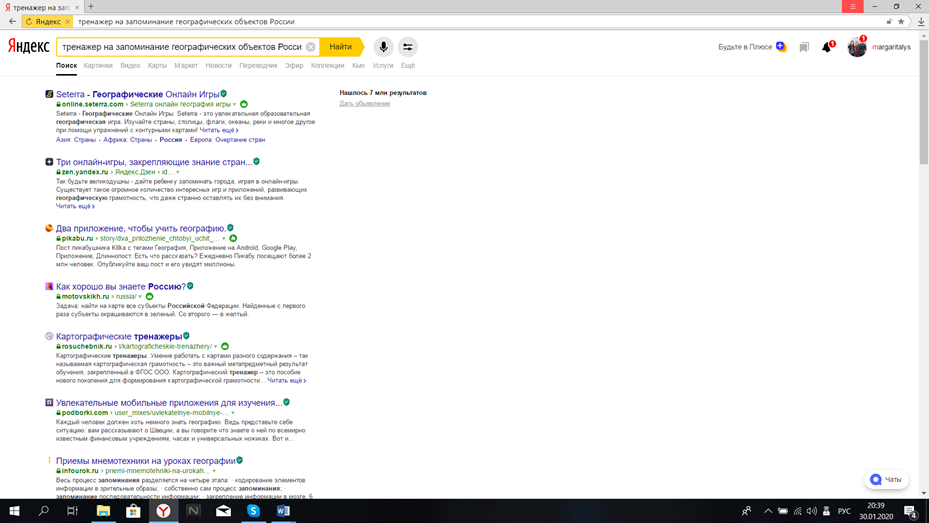 тренажер на запо
Яндекс
тренажер на запоминание географических объектов России
Яндекс
тренажер на запоминание географических объектов Росси
Найти
Будьте в Плюсе
1
1
margaritalys
Поиск Картинки Видео Карты Маркет Новости Переводчик Эфир Коллекции Кью Услуги Ещё
Seterra - Географические Онлайн Игры
online.seterra.com › Seterra онлайн география игры
Seterra - Географические Онлайн Игры. Seterra - это увлекательная образовательная
географическая игра. Изучайте страны, столицы, флаги, океаны, реки и многое другое
при помощи упражнений с контурными картами! Читать ещё ›
Азия: Страны - Африка: Страны - Россия - Европа: Очертание стран
Нашлось 7 млн результатов
Дать объявление
Три онлайн-игры, закрепляющие знание стран...
zen.yandex.ru › Яндекс.Дзен › id...
Так будьте великодушны - дайте ребенку запоминать города, играя в онлайн-игры.
Существует такое огромное количество интересных игр и приложений, развивающих
географическую грамотность, что даже странно оставлять их без внимания.
Читать ещё ›
Два приложение, чтобы учить географию.
pikabu.ru › story/dva_prilozhenie_chtobyi_uchit_...
Пост пикабушника Klika с тегами География, Приложение на Android, Google Play,
Приложение, Длиннопост. Есть что рассказать? Ежедневно Пикабу посещают более 2
млн человек. Опубликуйте ваш пост и его увидят миллионы.
Как хорошо вы знаете Россию?
motovskikh.ru › russia/
Задача: найти на карте все субъекты Российской Федерации. Найденные с первого
раза субъекты окрашиваются в зеленый. Со второго — в желтый.
Картографические тренажеры
rosuchebnik.ru › t/kartograficheskie-trenazhery/
Картографические тренажеры. Умение работать с картами разного содержания – так
называемая картографическая грамотность – это важный метапредметный результат
обучения, закрепленный в ФГОС ООО. Картографический тренажер – это пособие
нового поколения для формирования картографической грамотности... Читать ещё ›
Увлекательные мобильные приложения для изучения...
podborki.com › user_mixes/uvlekatelnye-mobilnye-...
Каждый человек должен хоть немного знать географию. Ведь представьте себе
ситуацию: вам рассказывают о Швеции, а вы говорите что знаете о ней по всемирно
известным финансовым учреждениям, часах и универсальных ножиках. Вот и...
Приемы мнемотехники на уроках географии
infourok.ru › priemi-mnemotehniki-na-urokah...
Весь процесс запоминания разделяется на четыре этапа: · кодирование элементов
информации в зрительные образы, · собственно сам процесс запоминания,
запоминание последовательности информации; · закрепление информации в мозге. 6
Чаты
РУС
20:39
30.01.2020
4